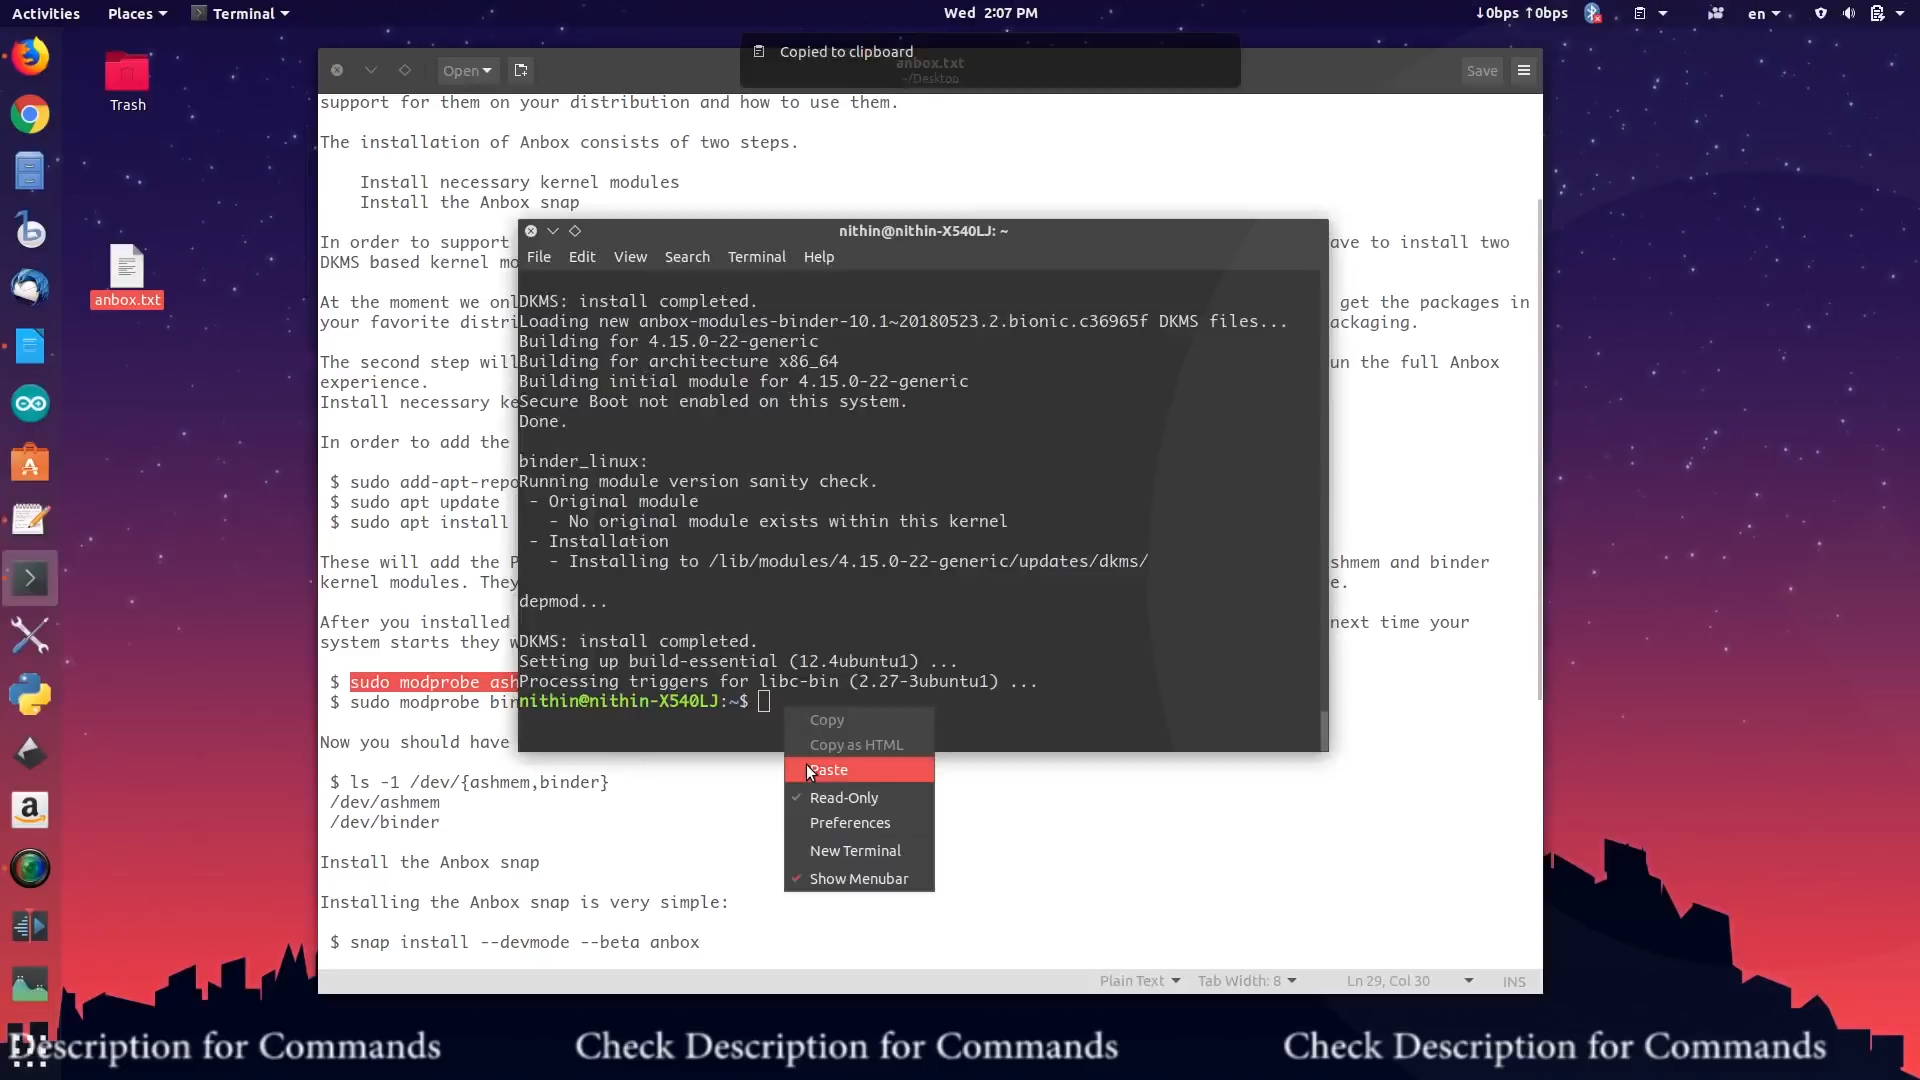 Activities Places Terminal Wed 2:07 PM ↓0bps ↑0bps en
Trash
anbox.txt
Copied to clipboard
Open anbox.txt Save
~/Desktop
support for them on your distribution and how to use them.
The installation of Anbox consists of two steps.
Install necessary kernel modules
Install the Anbox snap
In order to support ave to install two
DKMS based kernel mo
At the moment we onl get the packages in
your favorite distri ackaging.
The second step will un the full Anbox
experience.
Install necessary ke
In order to add the
$ sudo add-apt-repo
$ sudo apt update
$ sudo apt install
These will add the P shmem and binder
kernel modules. They e.
After you installed next time your
system starts they w
$ sudo modprobe ash
$ sudo modprobe bin
Now you should have
$ ls -1 /dev/{ashmem,binder}
/dev/ashmem
/dev/binder
Install the Anbox snap
Installing the Anbox snap is very simple:
$ snap install --devmode --beta anbox
Plain Text Tab Width: 8 Ln 29, Col 30 INS
nithin@nithin-X540LJ: ~
File Edit View Search Terminal Help
DKMS: install completed.
Loading new anbox-modules-binder-10.1~20180523.2.bionic.c36965f DKMS files...
Building for 4.15.0-22-generic
Building for architecture x86_64
Building initial module for 4.15.0-22-generic
Secure Boot not enabled on this system.
Done.
binder_linux:
Running module version sanity check.
- Original module
- No original module exists within this kernel
- Installation
- Installing to /lib/modules/4.15.0-22-generic/updates/dkms/
depmod...
DKMS: install completed.
Setting up build-essential (12.4ubuntu1) ...
Processing triggers for libc-bin (2.27-3ubuntu1) ...
nithin@nithin-X540LJ:~$
Copy
Copy as HTML
Paste
Read-Only
Preferences
New Terminal
Show Menubar
Description for Commands Check Description for Commands Check Description for Commands